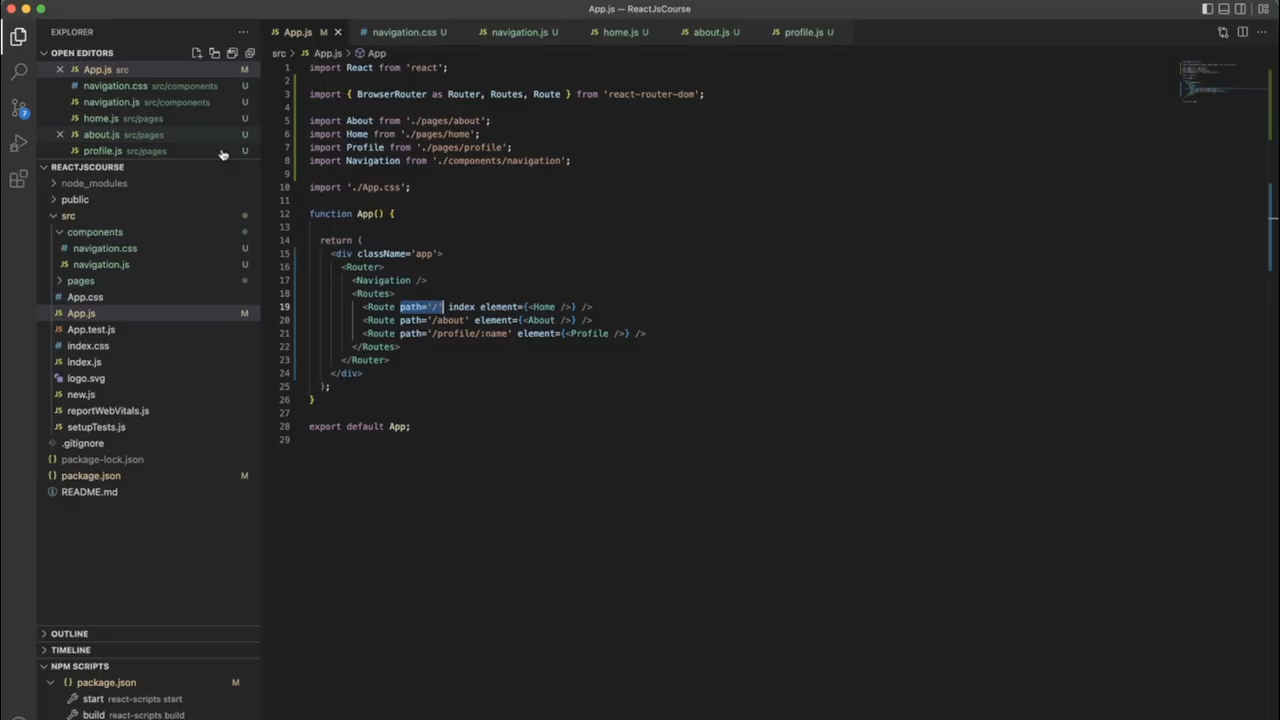 App.js — ReactJsCourse
EXPLORER
OPEN EDITORS
App.js src M
navigation.css src/components U
navigation.js src/components U
home.js src/pages U
about.js src/pages U
profile.js src/pages U
REACTJSCOURSE
node_modules
public
src
components
navigation.css U
navigation.js U
pages
App.css
App.js M
App.test.js
index.css
index.js
logo.svg
new.js
reportWebVitals.js
setupTests.js
.gitignore
package-lock.json
package.json M
README.md
OUTLINE
TIMELINE
NPM SCRIPTS
package.json M
start react-scripts start
build react-scripts build
7
App.js M navigation.css U navigation.js U home.js U about.js U profile.js U
src > App.js > App
1 import React from 'react';
2
3 import { BrowserRouter as Router, Routes, Route } from 'react-router-dom';
4
5 import About from './pages/about';
6 import Home from './pages/home';
7 import Profile from './pages/profile';
8 import Navigation from './components/navigation';
9
10 import './App.css';
11
12 function App() {
13
14 return (
15 <div className='app'>
16 <Router>
17 <Navigation />
18 <Routes>
19 <Route path='/' index element={<Home />} />
20 <Route path='/about' element={<About />} />
21 <Route path='/profile/:name' element={<Profile />} />
22 </Routes>
23 </Router>
24 </div>
25 );
26 }
27
28 export default App;
29